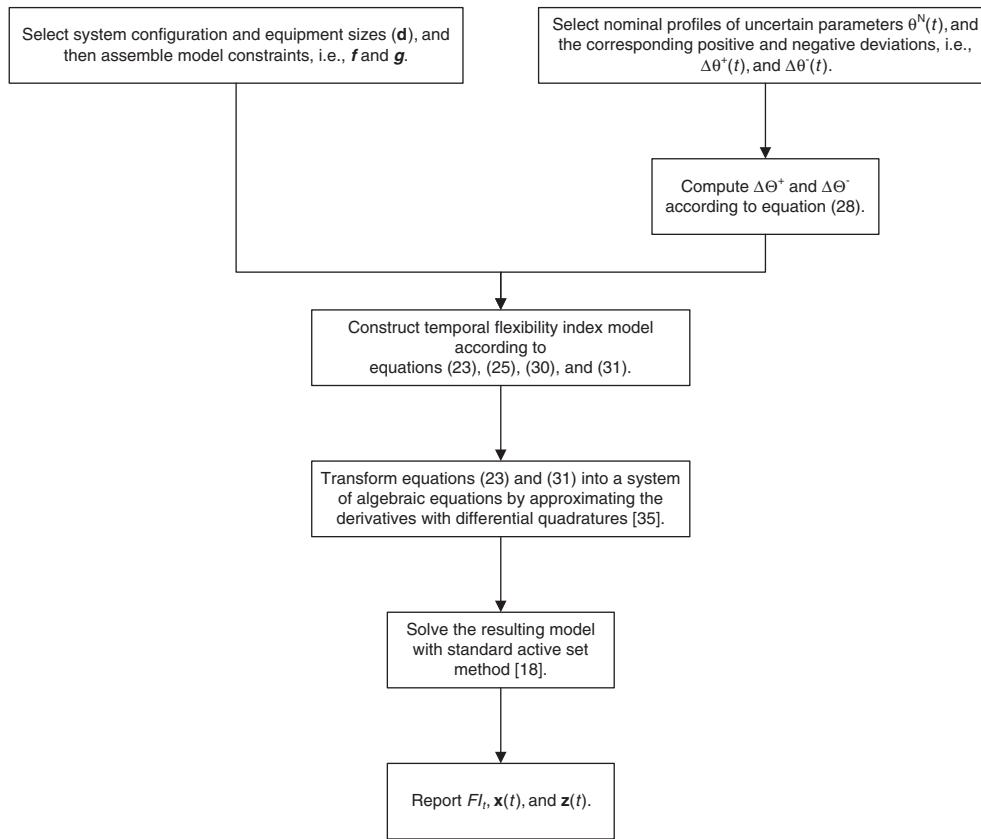 Select system configuration and equipment sizes (d), and
then assemble model constraints, i.e., f and g.
Select nominal profiles of uncertain parameters θᴺ(t), and
the corresponding positive and negative deviations, i.e.,
Δθ⁺(t), and Δθ⁻(t).
Compute ΔΘ⁺ and ΔΘ⁻
according to equation (28).
Construct temporal flexibility index model
according to
equations (23), (25), (30), and (31).
Transform equations (23) and (31) into a system
of algebraic equations by approximating the
derivatives with differential quadratures [35].
Solve the resulting model
with standard active set
method [18].
Report FIₜ, x(t), and z(t).